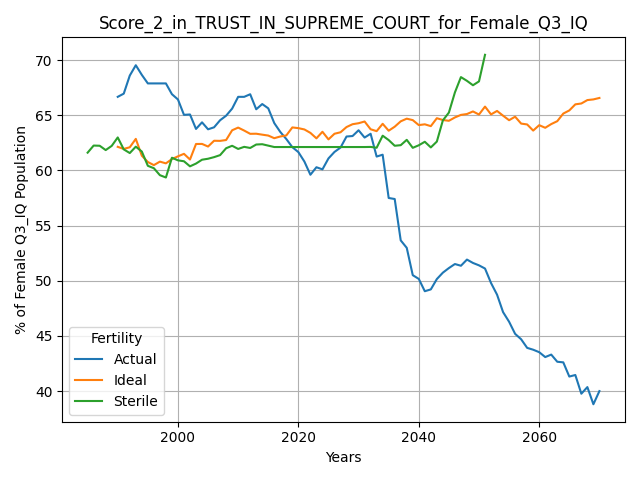 Score_2_in_TRUST_IN_SUPREME_COURT_for_Female_Q3_IQ
% of Female Q3_IQ Population
70
65
60
55
50
45
40
Fertility
Actual
Ideal
Sterile
2000
2020
2040
2060
Years